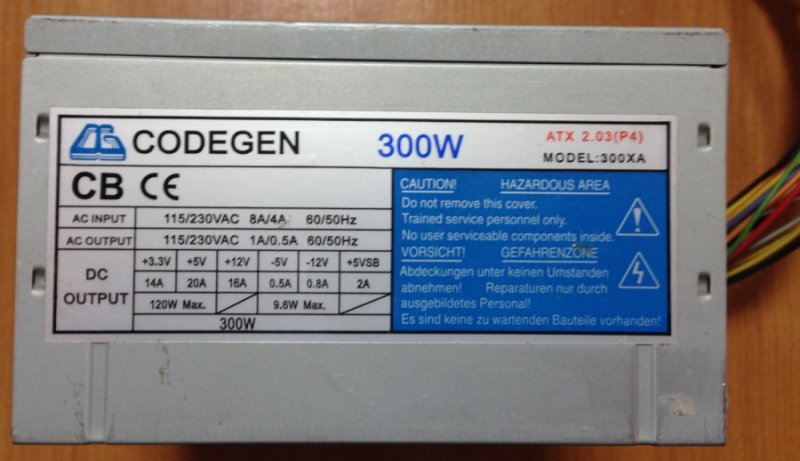 CG CODEGEN 300W ATX 2.03(P4)
MODEL:300XA
CB CE
AC INPUT 115/230VAC 8A/4A 60/50Hz
AC OUTPUT 115/230VAC 1A/0.5A 60/50Hz
DC OUTPUT
+3.3V +5V +12V -5V -12V +5VSB
14A 20A 16A 0.5A 0.8A 2A
120W Max. 9.6W Max.
300W
CAUTION! HAZARDOUS AREA
Do not remove this cover.
Trained service personnel only.
No user serviceable components inside.
VORSICHT! GEFAHRENZONE
Abdeckungen unter keinen Umstanden
abnehmen! Reparaturen nur durch
ausgebildetes Personal!
Es sind keine zu wartenden Bauteile vorhanden!